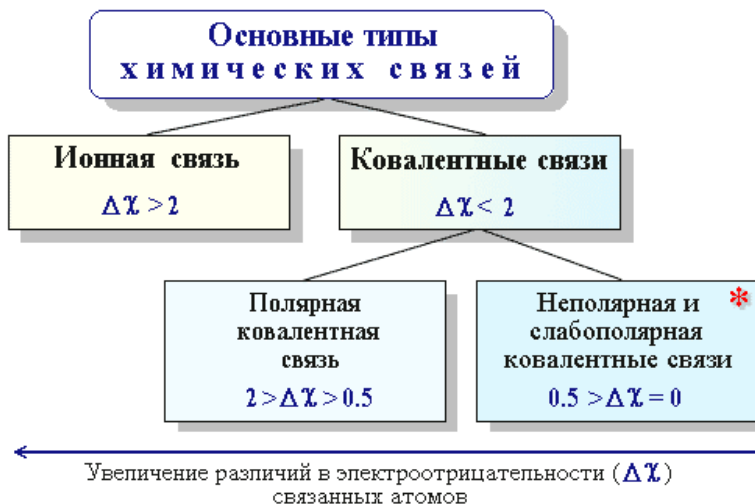 Основные типы
химических связей
Ионная связь
Δχ > 2
Ковалентные связи
Δχ < 2
Полярная
ковалентная
связь
2 > Δχ > 0.5
Неполярная и *
слабополярная
ковалентные связи
0.5 > Δχ = 0
Увеличение различий в электроотрицательности (Δχ)
связанных атомов